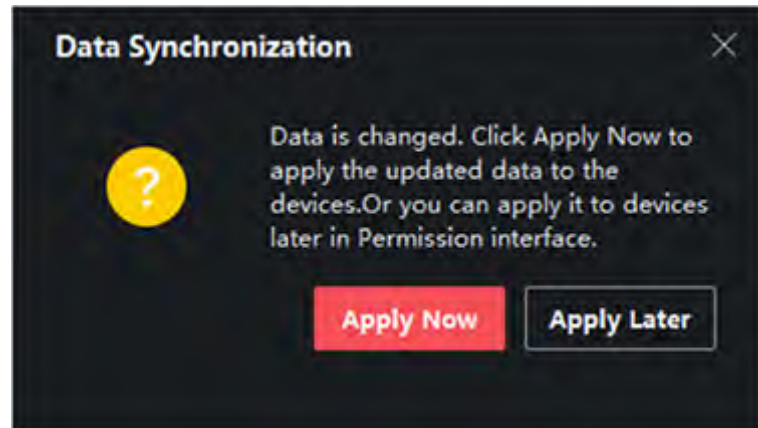 Data Synchronization
?
Data is changed. Click Apply Now to
apply the updated data to the
devices.Or you can apply it to devices
later in Permission interface.
Apply Now
Apply Later